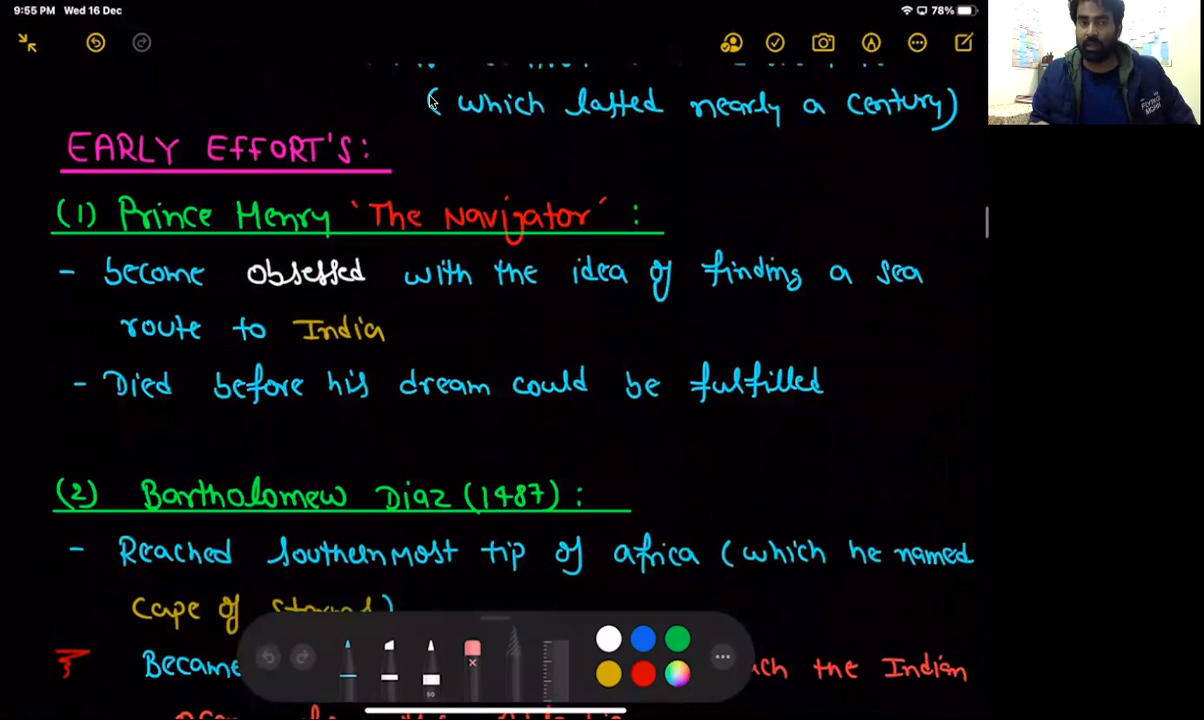 9:55 PM Wed 16 Dec
78%
(which lasted nearly a century)
EARLY EFFORT'S:
(1) Prince Henry 'The Navigator' :
- become obsessed with the idea of finding a sea
route to India
- Died before his dream could be fulfilled
(2) Bartholomew Diaz (1487) :
- Reached southernmost tip of africa (which he named
Cape of
Became the Indian
50